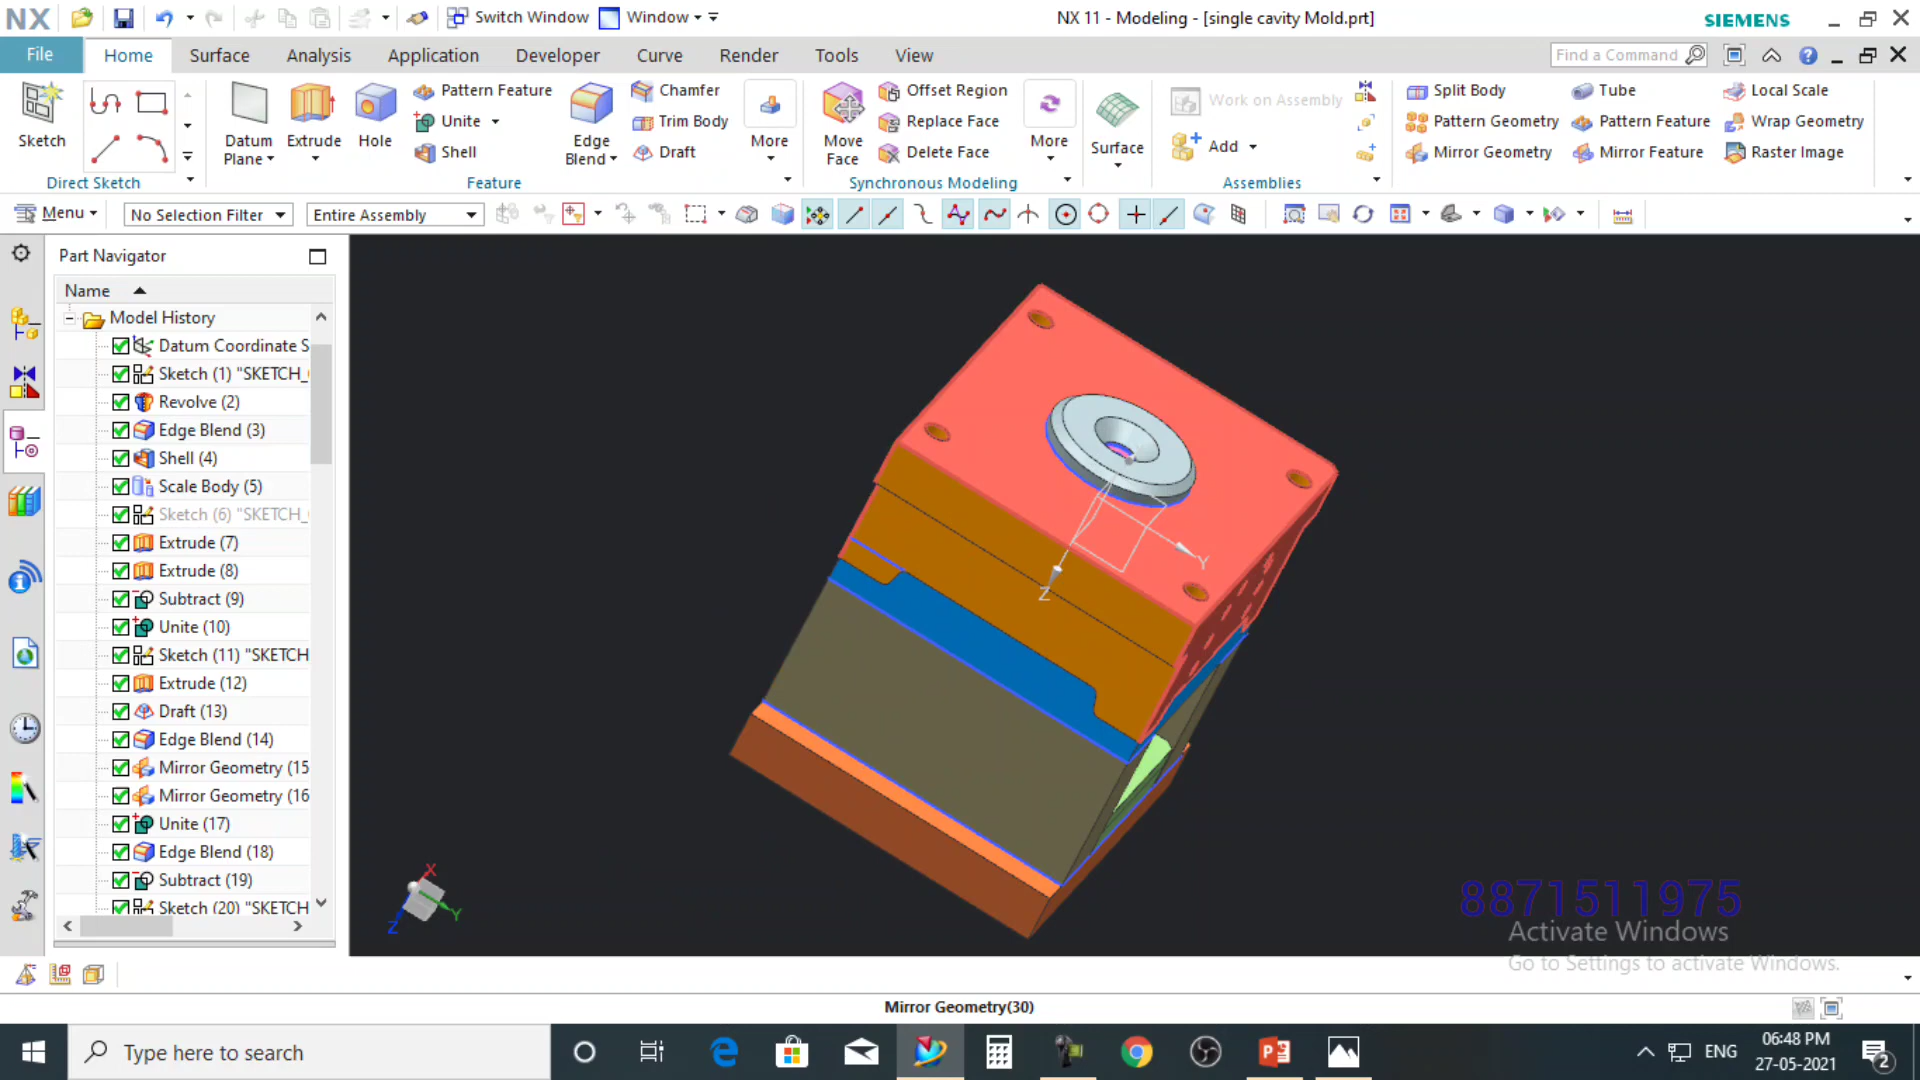 NX
Switch Window
Window
NX 11 - Modeling - [single cavity Mold.prt]
SIEMENS
File
Home
Surface
Analysis
Application
Developer
Curve
Render
Tools
View
Find a Command
Sketch
Direct Sketch
Datum
Plane
Extrude
Hole
Pattern Feature
Unite
Shell
Edge
Blend
Chamfer
Trim Body
Draft
More
Feature
Move
Face
Offset Region
Replace Face
Delete Face
More
Synchronous Modeling
Surface
Work on Assembly
Add
Assemblies
Split Body
Pattern Geometry
Mirror Geometry
Tube
Pattern Feature
Mirror Feature
Local Scale
Wrap Geometry
Raster Image
Menu
No Selection Filter
Entire Assembly
Part Navigator
Name
Model History
Datum Coordinate S
Sketch (1) "SKETCH_
Revolve (2)
Edge Blend (3)
Shell (4)
Scale Body (5)
Sketch (6) "SKETCH_
Extrude (7)
Extrude (8)
Subtract (9)
Unite (10)
Sketch (11) "SKETCH
Extrude (12)
Draft (13)
Edge Blend (14)
Mirror Geometry (15
Mirror Geometry (16
Unite (17)
Edge Blend (18)
Subtract (19)
Sketch (20) "SKETCH
Y
Z
X
Y
Z
8871511975
Activate Windows
Go to Settings to activate Windows.
Mirror Geometry(30)
Type here to search
ENG
06:48 PM
27-05-2021
2